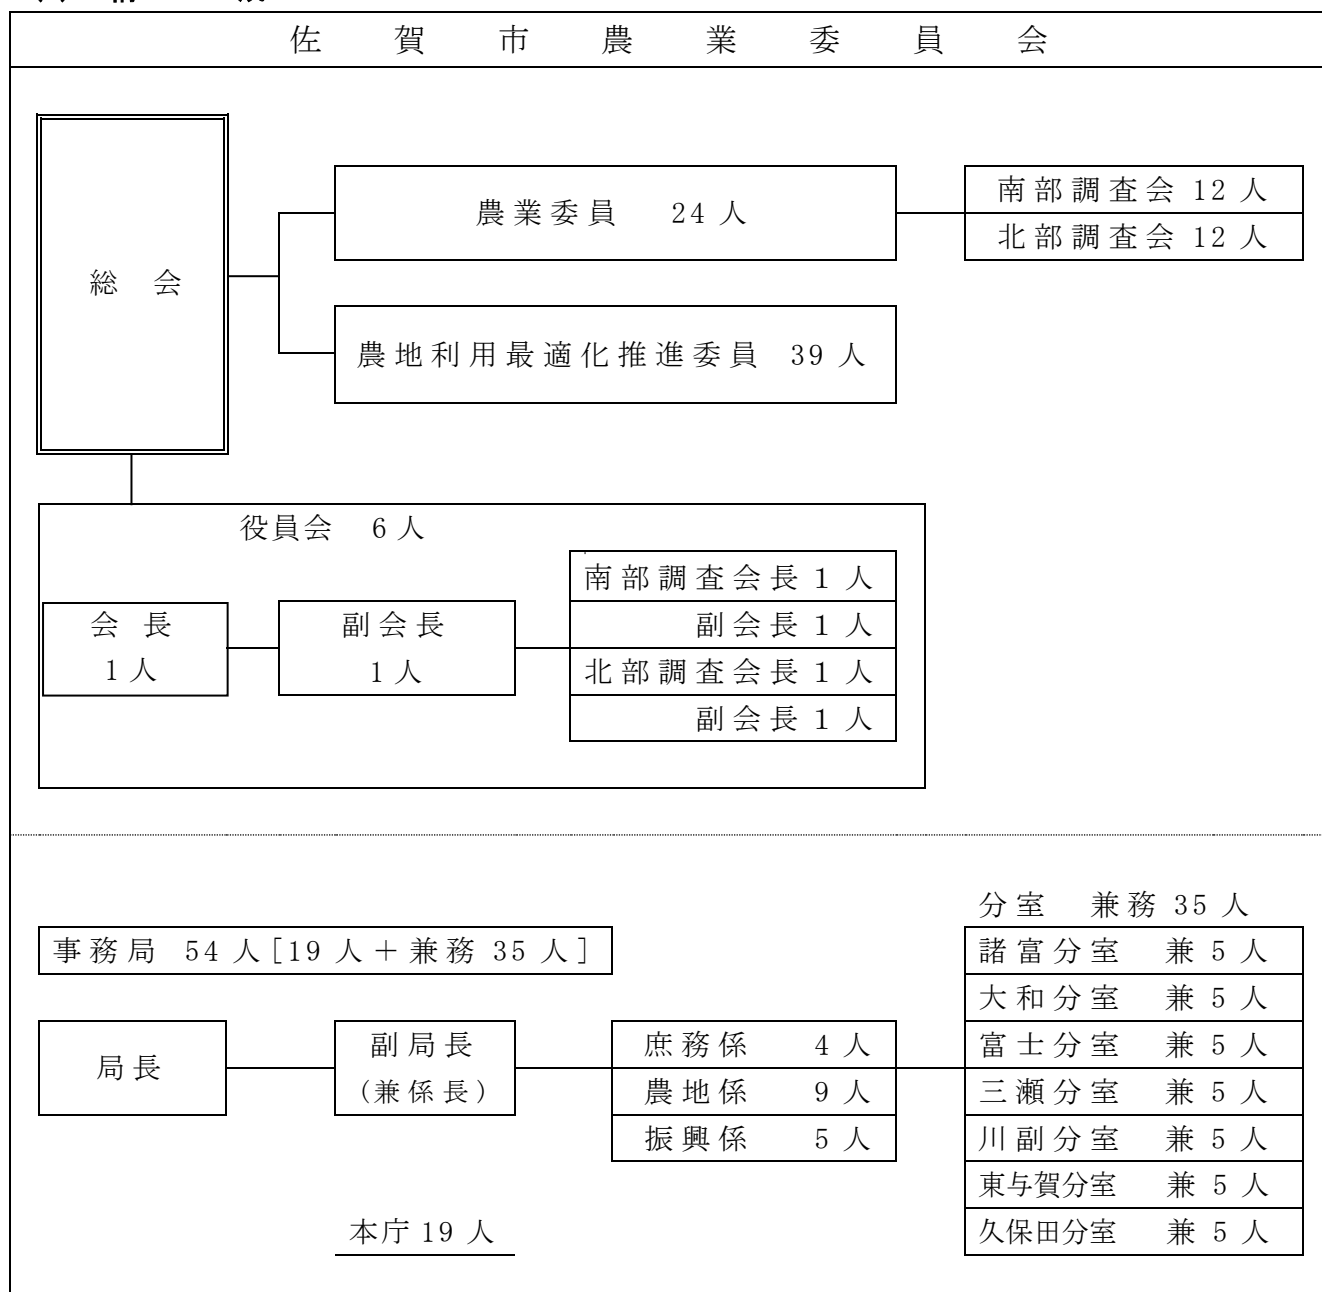 佐賀市農業委員会
総会
農業委員 24人
南部調査会 12人
北部調査会 12人
農地利用最適化推進委員 39人
役員会 6人
会長
1人
副会長
1人
南部調査会長 1人
副会長 1人
北部調査会長 1人
副会長 1人
事務局 54人[19人+兼務 35人]
局長
副局長
(兼係長)
庶務係 4人
農地係 9人
振興係 5人
本庁 19人
分室 兼務 35人
諸富分室 兼 5人
大和分室 兼 5人
富士分室 兼 5人
三瀬分室 兼 5人
川副分室 兼 5人
東与賀分室 兼 5人
久保田分室 兼 5人